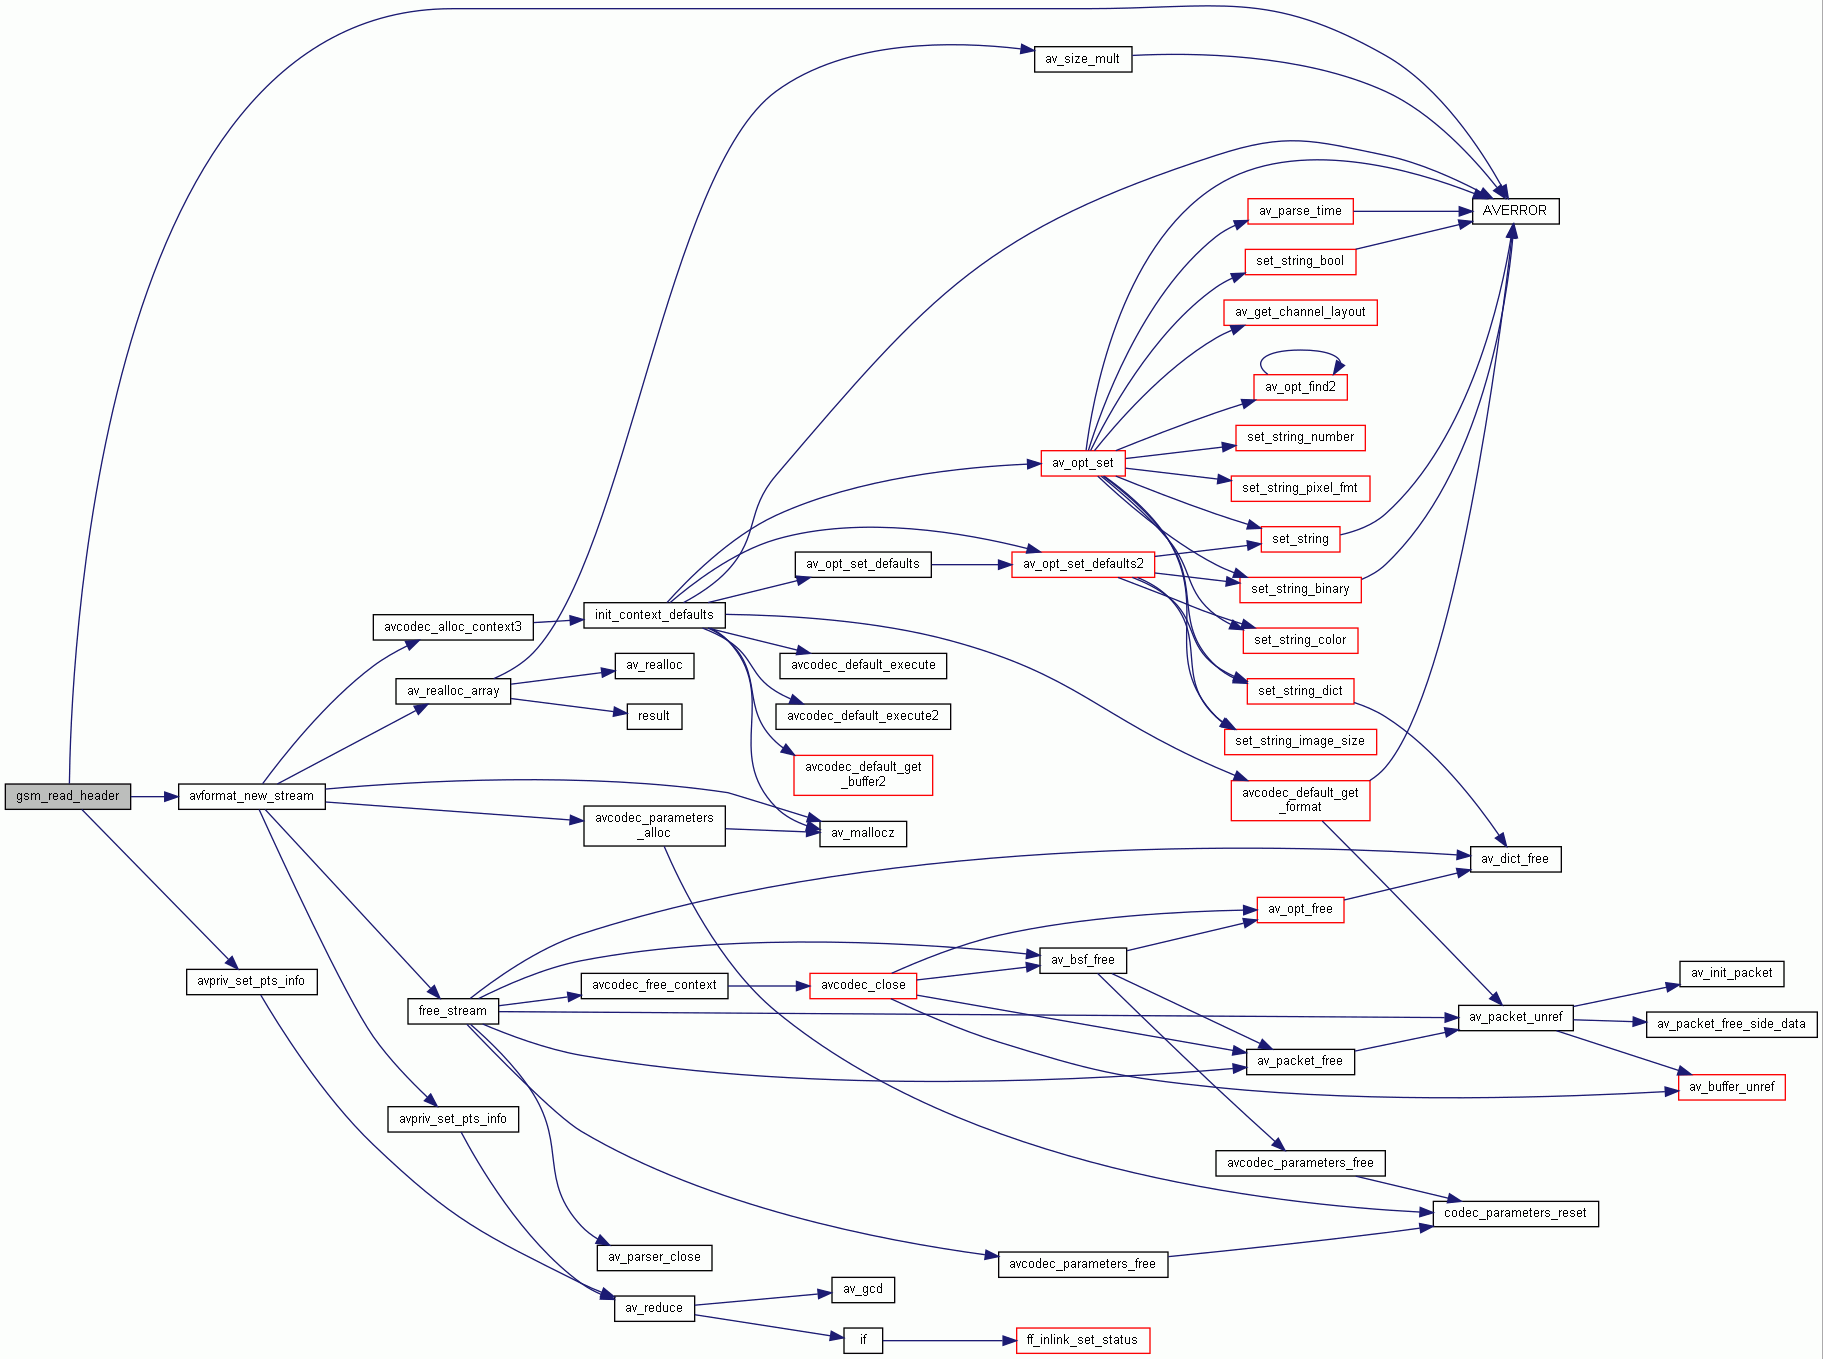 av_size_mult
AVERROR
av_parse_time
set_string_bool
av_get_channel_layout
av_opt_find2
set_string_number
av_opt_set
set_string_pixel_fmt
set_string
av_opt_set_defaults
av_opt_set_defaults2
set_string_binary
init_context_defaults
avcodec_alloc_context3
set_string_color
av_realloc
avcodec_default_execute
av_realloc_array
set_string_dict
result
avcodec_default_execute2
set_string_image_size
avcodec_default_get
_buffer2
gsm_read_header
avformat_new_stream
avcodec_default_get
_format
avcodec_parameters
_alloc
av_mallocz
av_dict_free
av_opt_free
av_bsf_free
avpriv_set_pts_info
avcodec_free_context
avcodec_close
av_init_packet
free_stream
av_packet_unref
av_packet_free_side_data
av_packet_free
av_buffer_unref
avpriv_set_pts_info
avcodec_parameters_free
codec_parameters_reset
av_parser_close
avcodec_parameters_free
av_gcd
av_reduce
if
ff_inlink_set_status